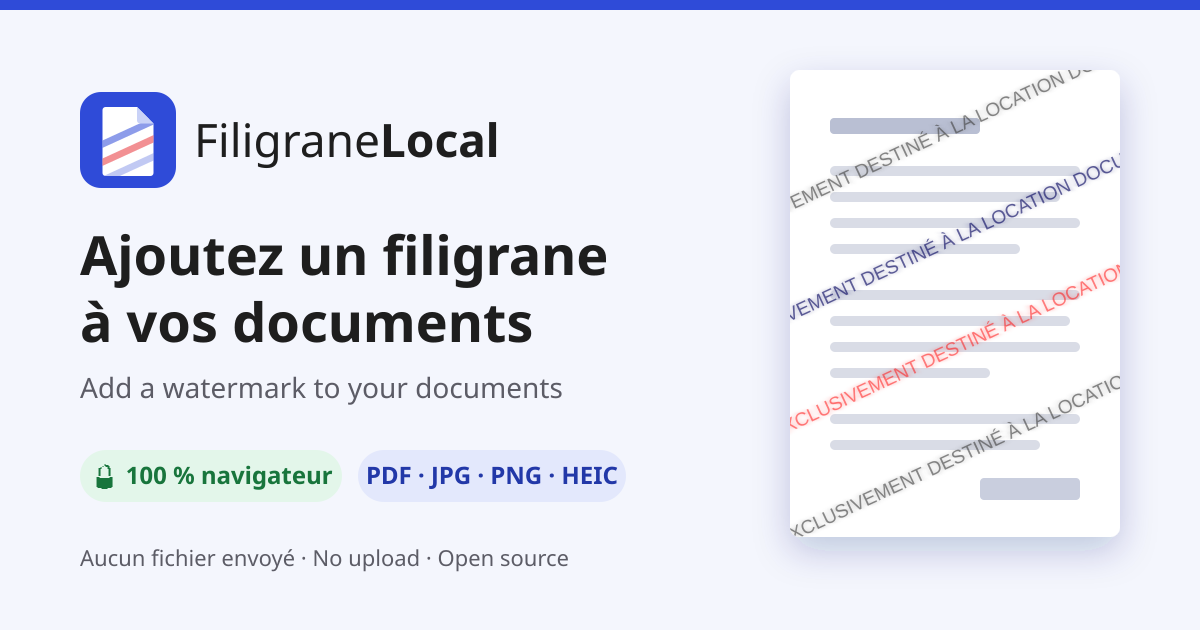 FiligraneLocal
Ajoutez un filigrane
à vos documents
Add a watermark to your documents
100 % navigateur
PDF · JPG · PNG · HEIC
Aucun fichier envoyé · No upload · Open source
EMENT DESTINÉ À LA LOCATION DO
VEMENT DESTINÉ À LA LOCATION DOCU
XCLUSIVEMENT DESTINÉ À LA LOCATION
XCLUSIVEMENT DESTINÉ À LA LOCATIO